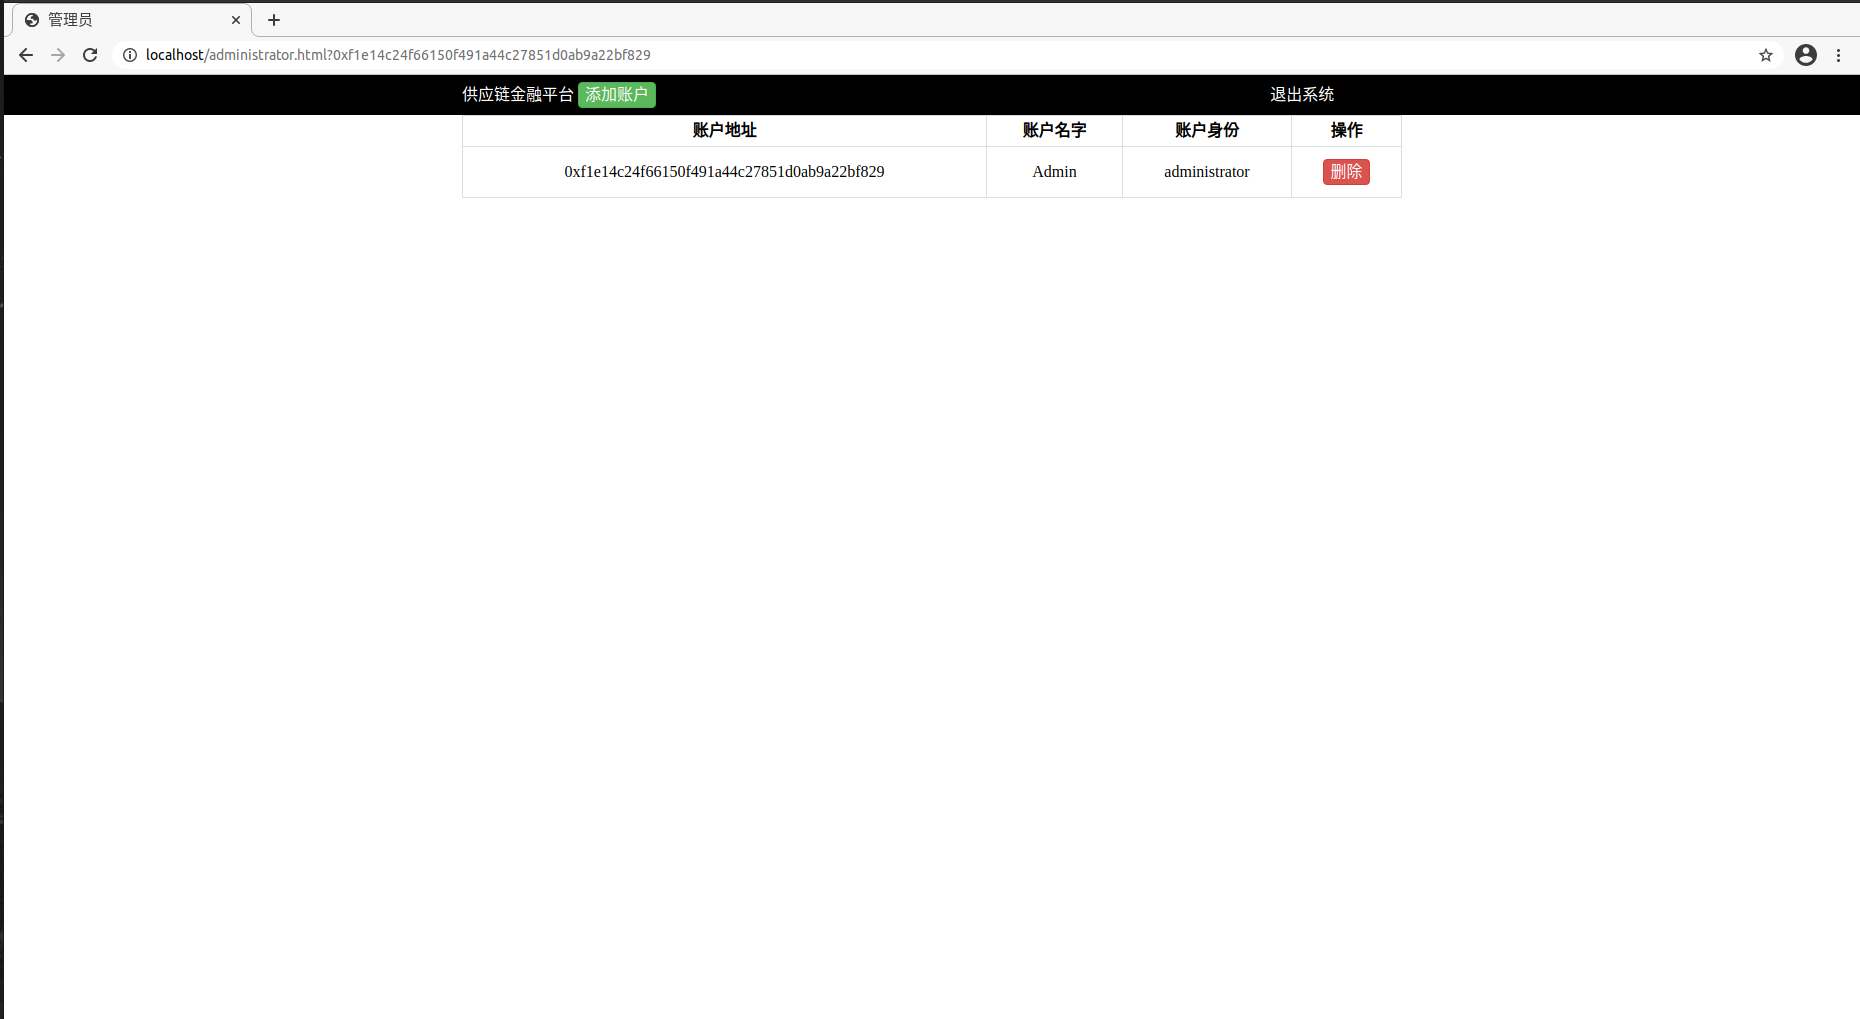 管理员
localhost/administrator.html?0xf1e14c24f66150f491a44c27851d0ab9a22bf829
供应链金融平台 添加账户 退出系统
账户地址 账户名字 账户身份 操作
0xf1e14c24f66150f491a44c27851d0ab9a22bf829 Admin administrator 删除